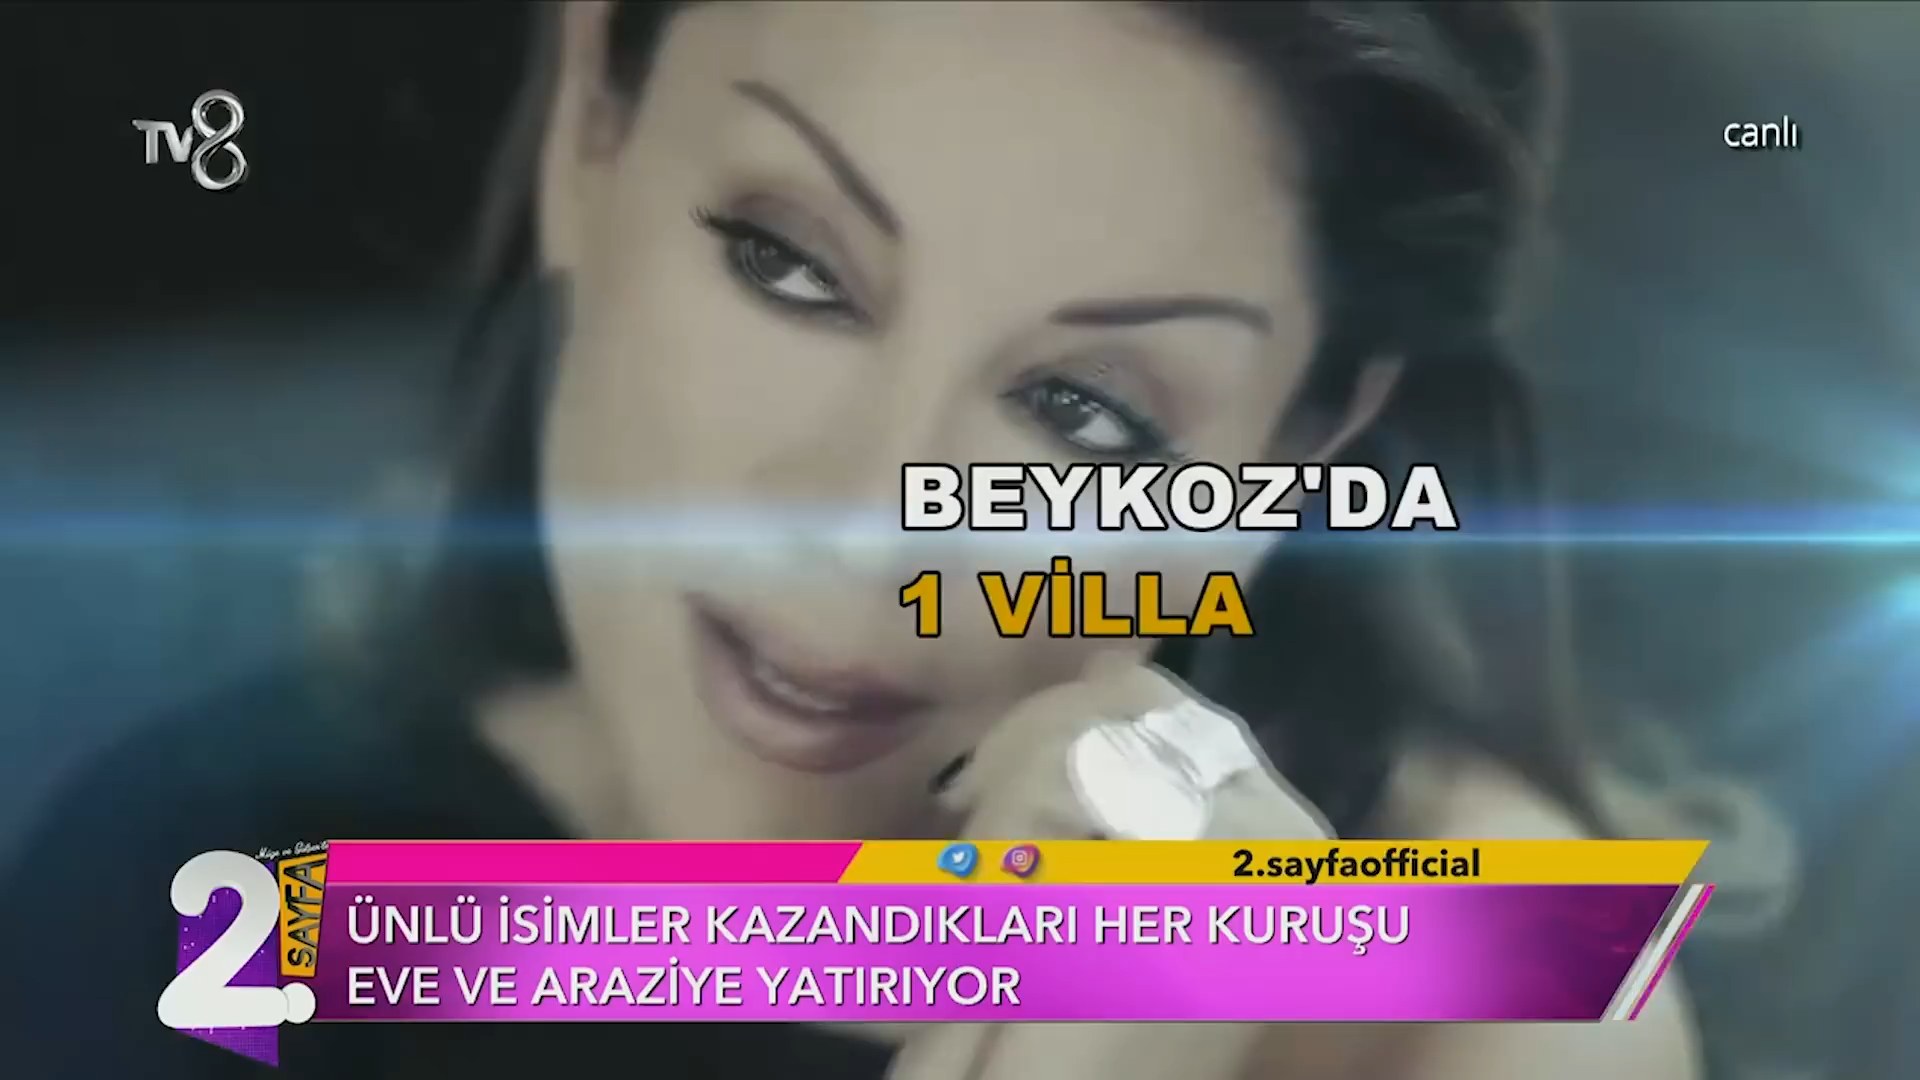 TV8
canlı
BEYKOZ'DA
1 VİLLA
2.sayfaofficial
2. SAYFA
ÜNLÜ İSİMLER KAZANDIKLARI HER KURUŞU
EVE VE ARAZİYE YATIRIYOR